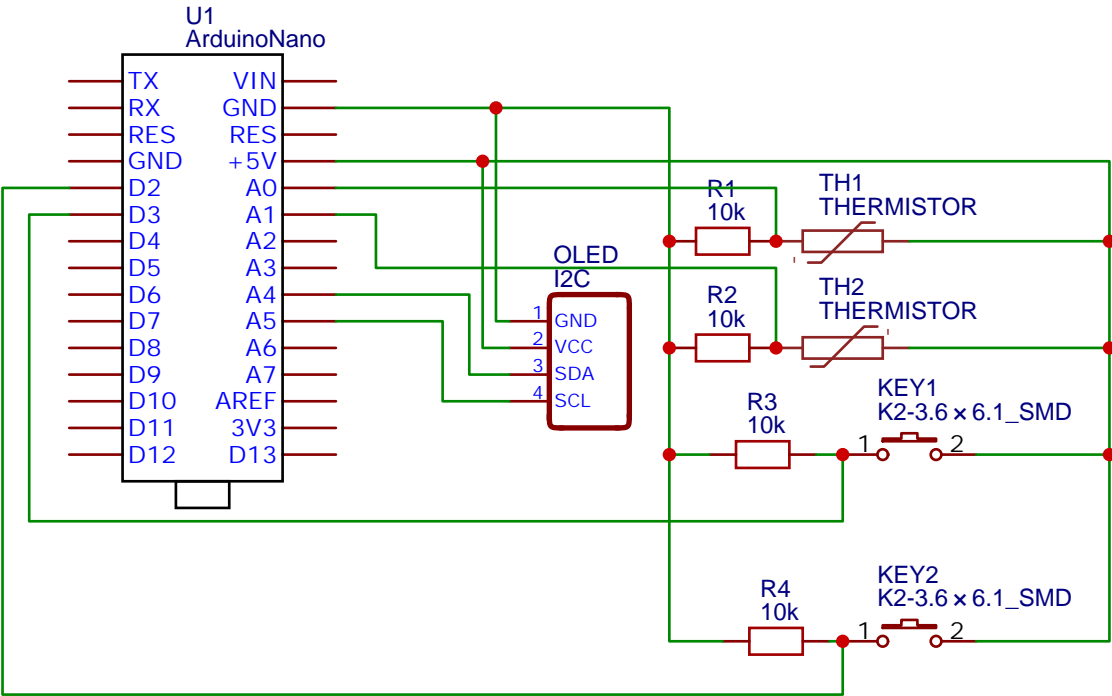 U1
ArduinoNano
TX VIN
RX GND
RES RES
GND +5V
D2 A0
D3 A1
D4 A2
D5 A3
D6 A4
D7 A5
D8 A6
D9 A7
D10 AREF
D11 3V3
D12 D13
OLED
I2C
1 GND
2 VCC
3 SDA
4 SCL
R1
10k
TH1
THERMISTOR
R2
10k
TH2
THERMISTOR
R3
10k
KEY1
K2-3.6×6.1_SMD
1 2
R4
10k
KEY2
K2-3.6×6.1_SMD
1 2